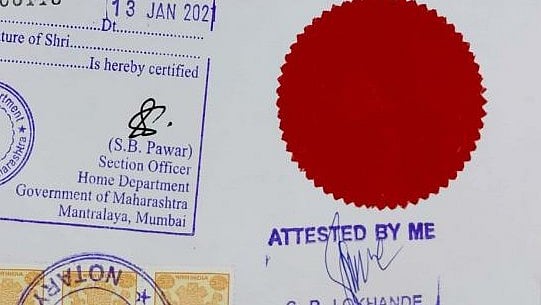 13 JAN 2021
Dt.
ture of Shri
Is hereby certified
(S.B. Pawar)
Section Officer
Home Department
Government of Maharashtra
Mantralaya, Mumbai
ATTESTED BY ME
LOKHANDE
NOTARY